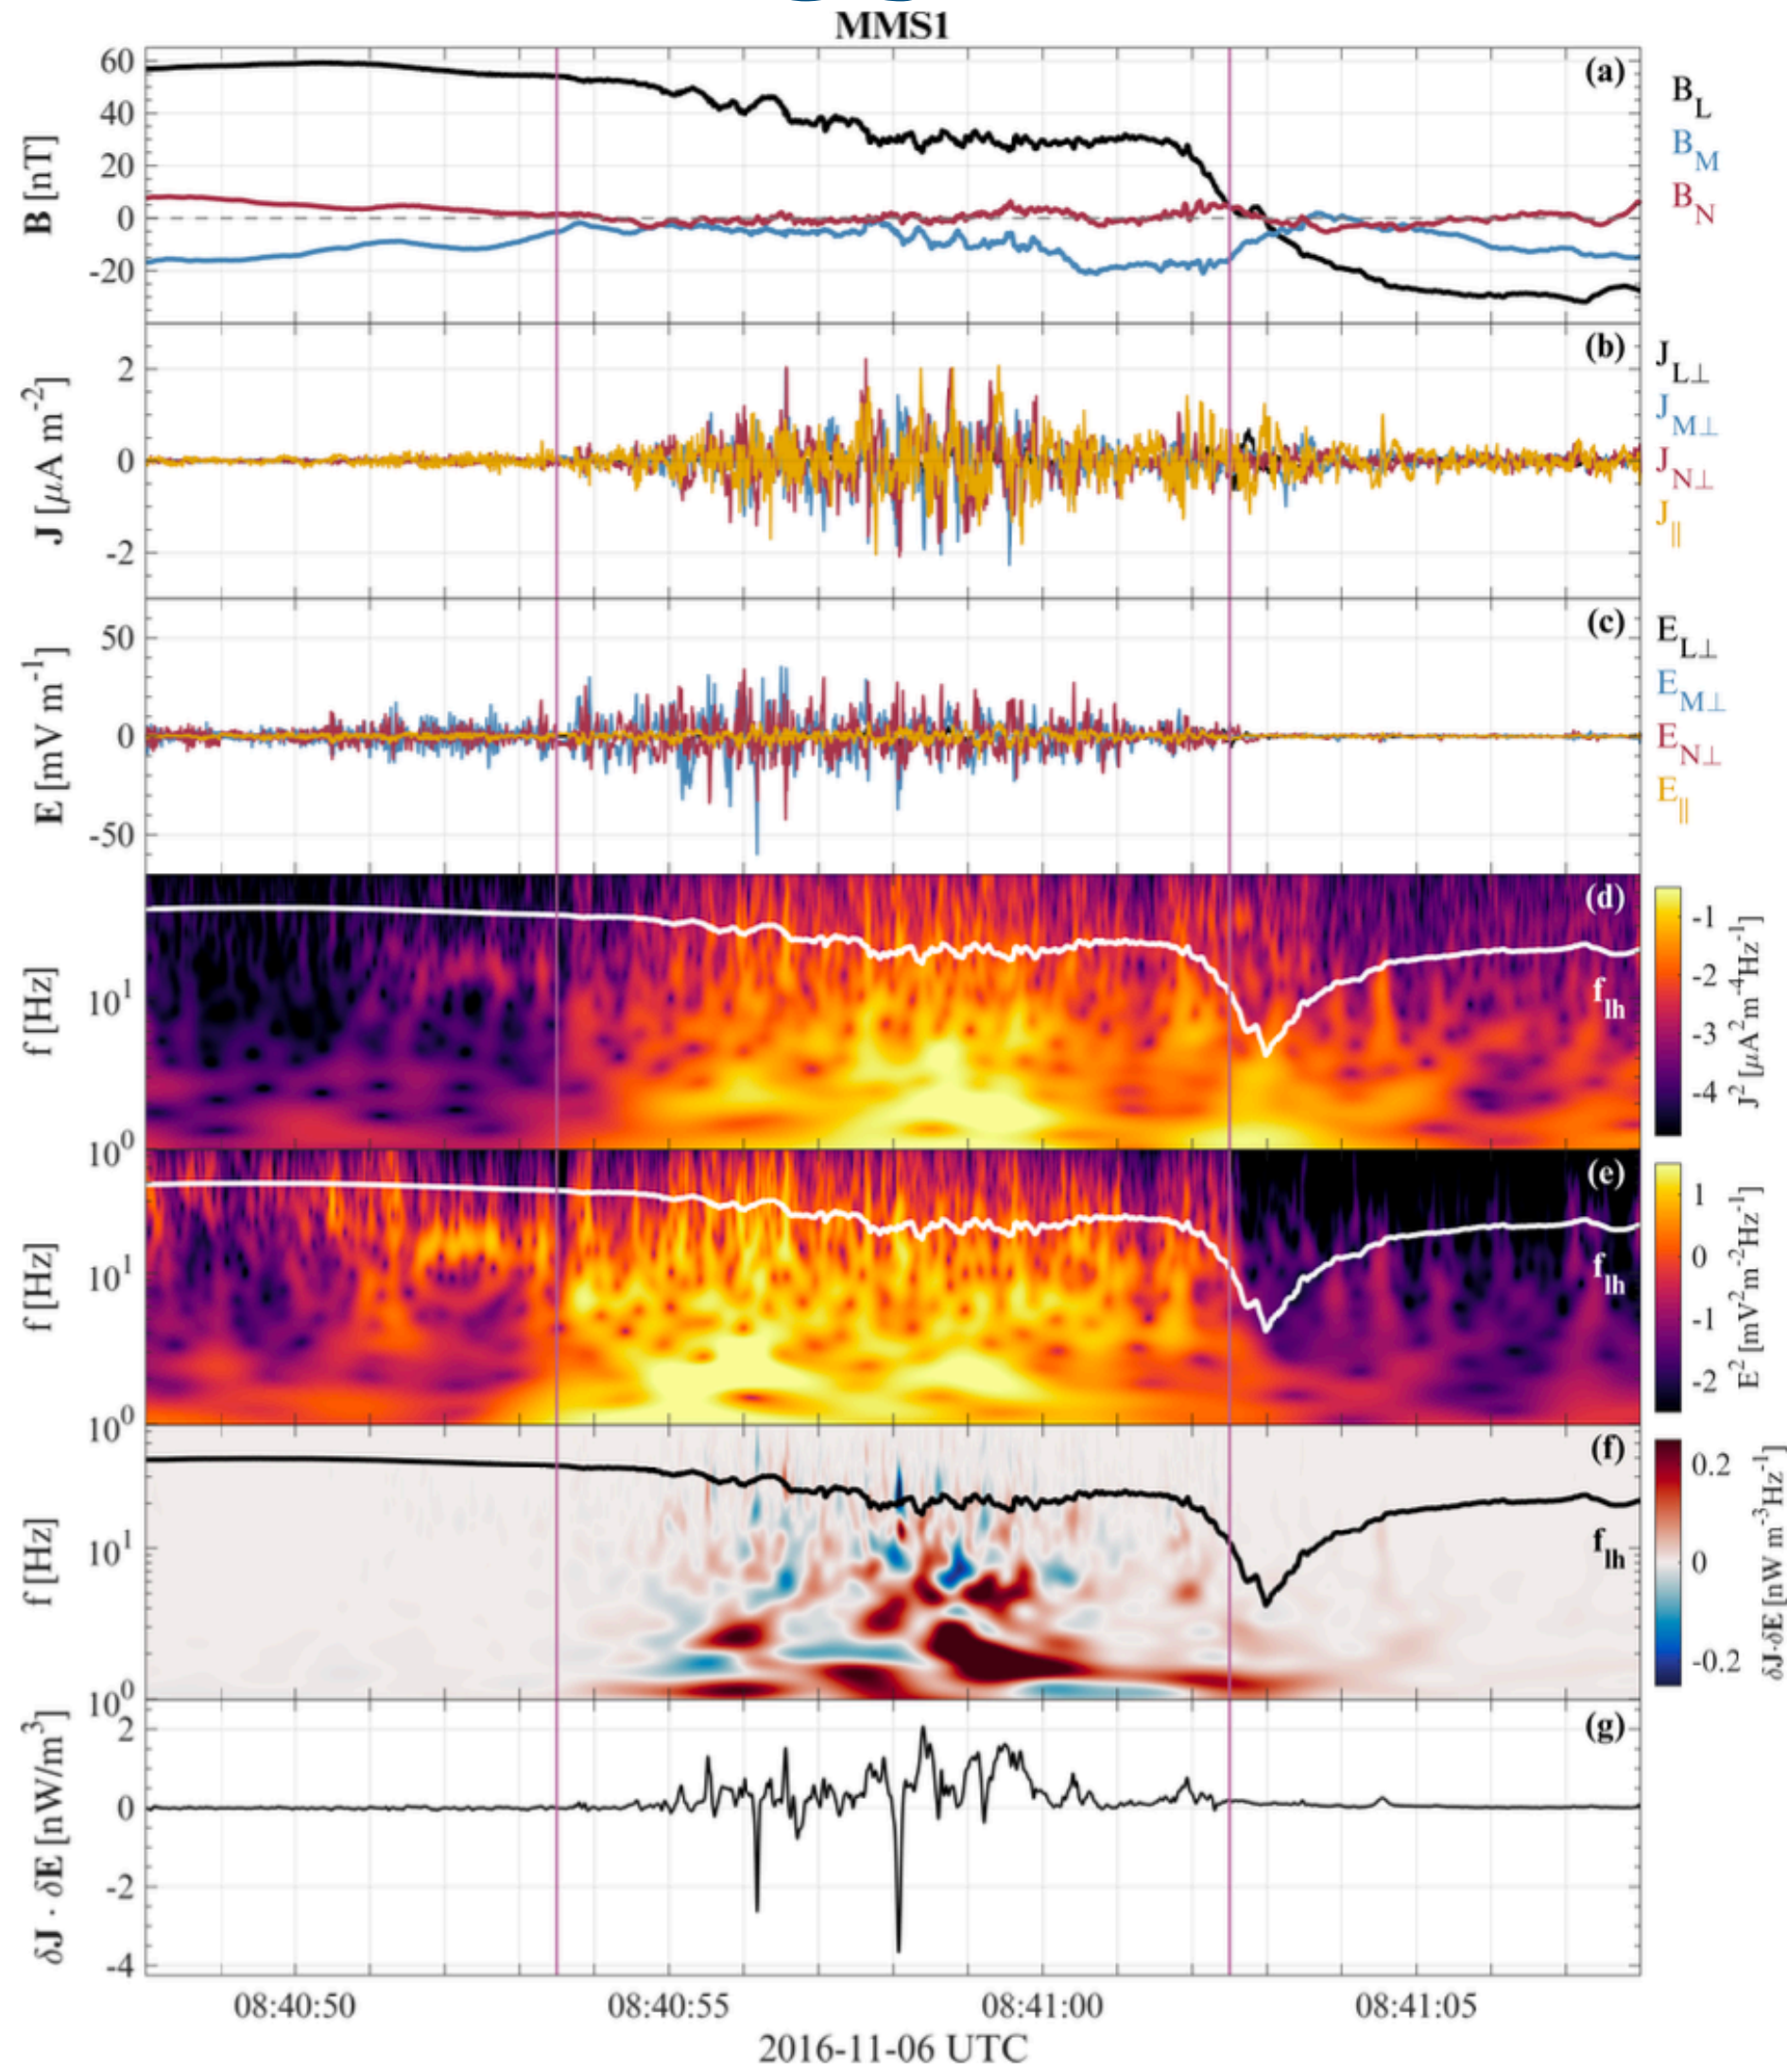 MMS1
60
40
20
0
-20
B [nT]
(a)
B_L
B_M
B_N
2
0
-2
J [μA m^-2]
(b)
J_L⊥
J_M⊥
J_N⊥
J_||
50
0
-50
E [mV m^-1]
(c)
E_L⊥
E_M⊥
E_N⊥
E_||
10^1
10^0
f [Hz]
(d)
f_lh
-1
-2
-3
-4
J^2 [μA^2m^-4Hz^-1]
10^1
10^0
f [Hz]
(e)
f_lh
1
0
-1
-2
E^2 [mV^2m^-2Hz^-1]
10^1
10^0
f [Hz]
(f)
f_lh
0.2
0
-0.2
δJ·δE [nW m^-3Hz^-1]
2
0
-2
-4
δJ · δE [nW/m^3]
(g)
08:40:50 08:40:55 08:41:00 08:41:05
2016-11-06 UTC